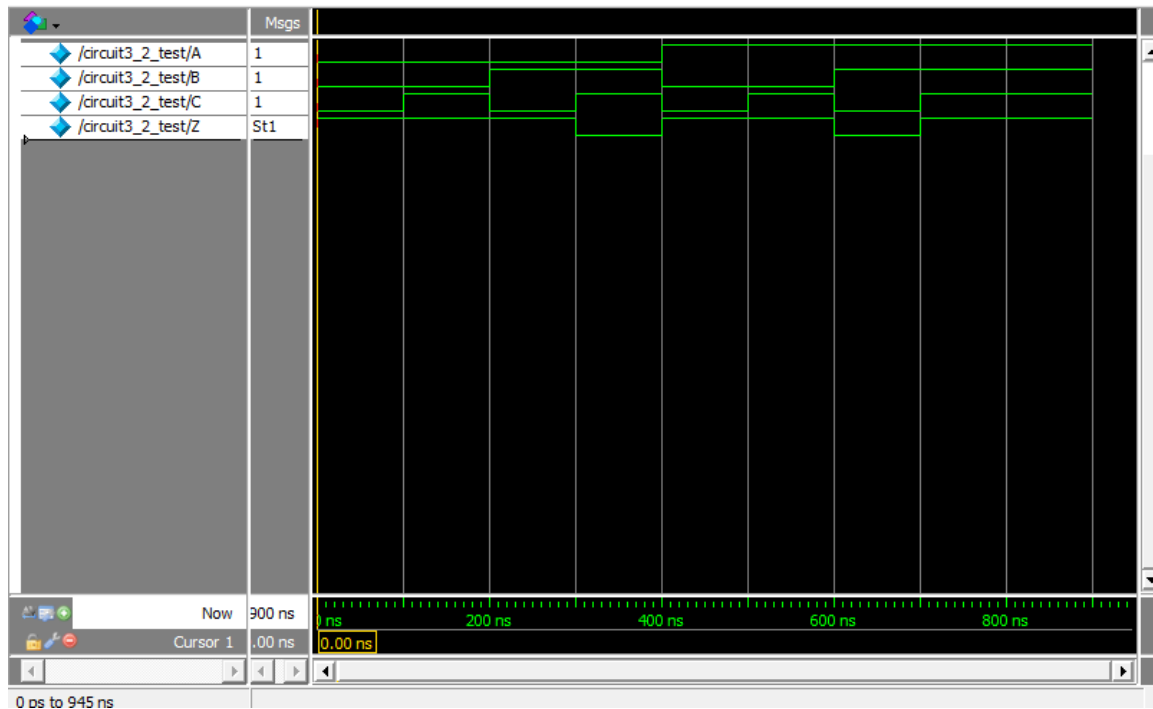 Msgs
/circuit3_2_test/A 1
/circuit3_2_test/B 1
/circuit3_2_test/C 1
/circuit3_2_test/Z St1
Now 900 ns
ns 200 ns 400 ns 600 ns 800 ns
Cursor 1 .00 ns 0.00 ns
0 ps to 945 ns